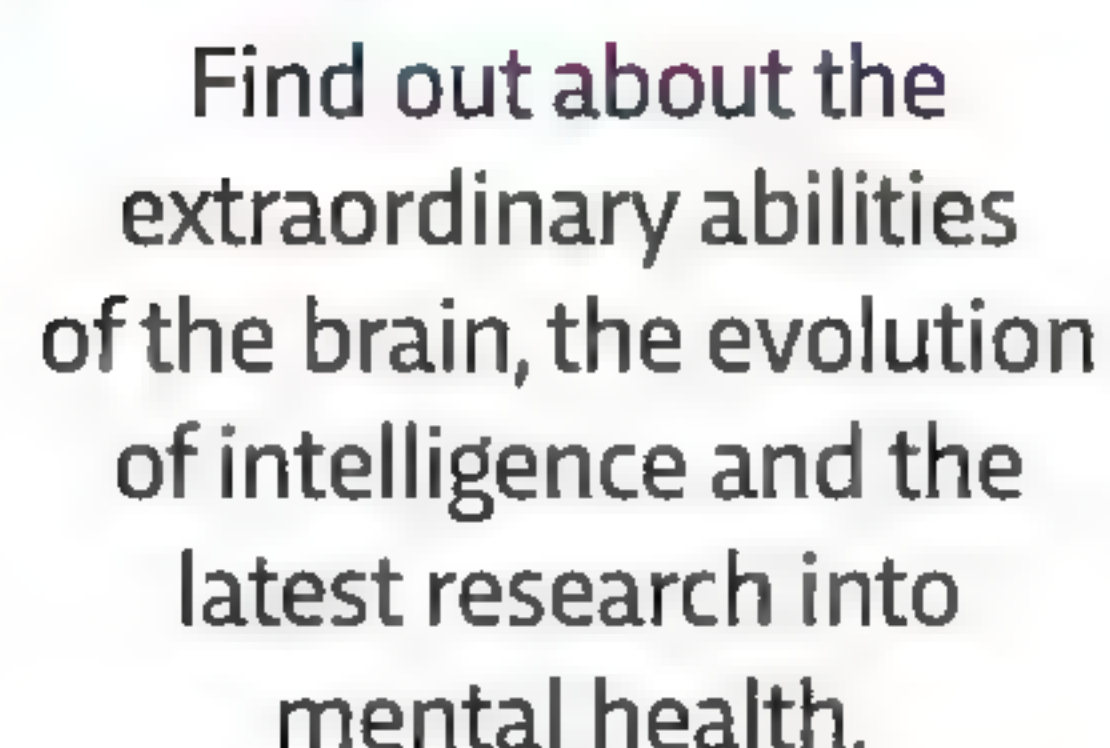 Find out about the
extraordinary abilities
of the brain, the evolution
of intelligence and the
latest research into
mental health.